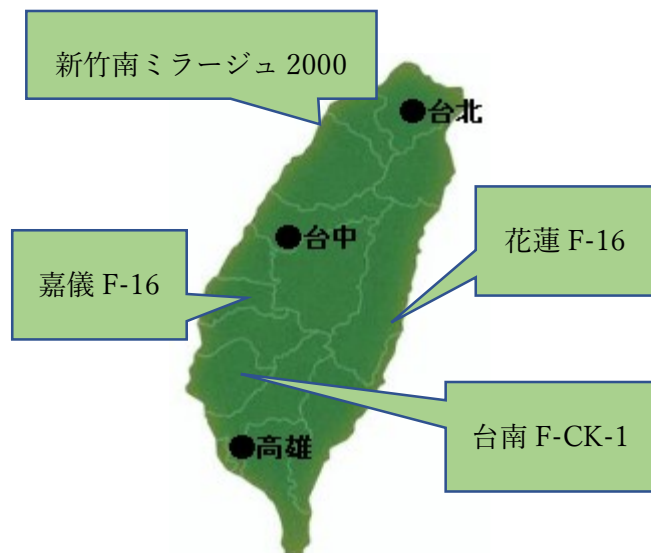 新竹南ミラージュ 2000
台北
花蓮 F-16
台中
嘉儀 F-16
台南 F-CK-1
高雄